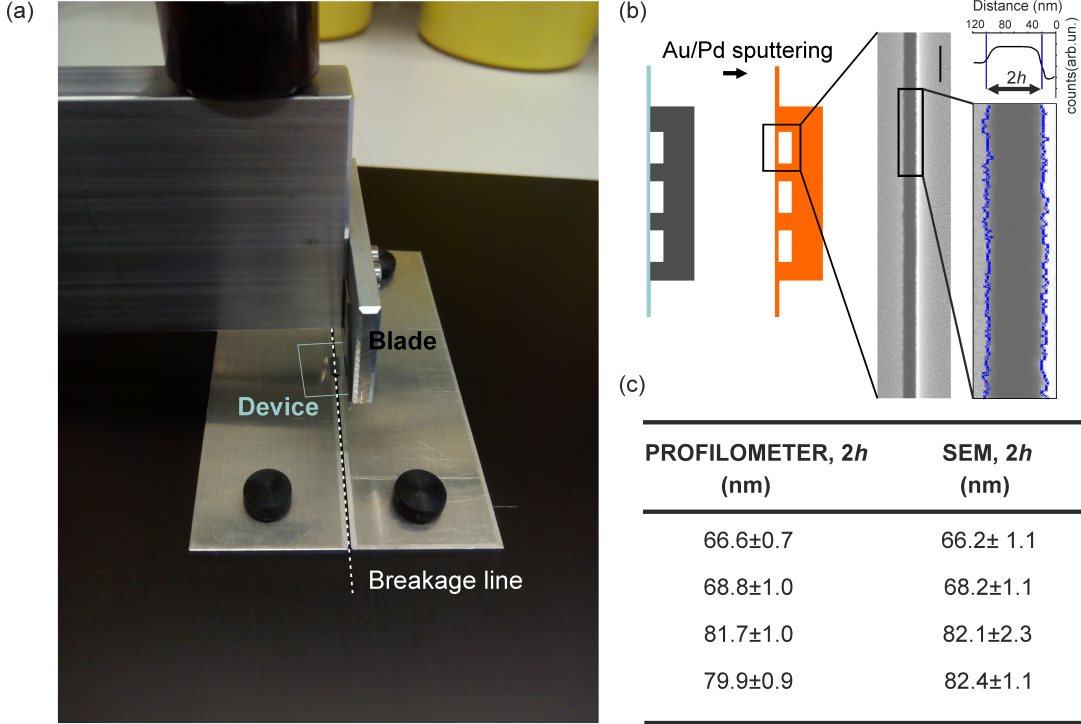 (a)
Blade
Device
Breakage line
(b)
Au/Pd sputtering
Distance (nm)
120 80 40 0
counts(arb.un.)
2h
(c)
PROFILOMETER, 2h
(nm)
SEM, 2h
(nm)
66.6±0.7 66.2± 1.1
68.8±1.0 68.2±1.1
81.7±1.0 82.1±2.3
79.9±0.9 82.4±1.1